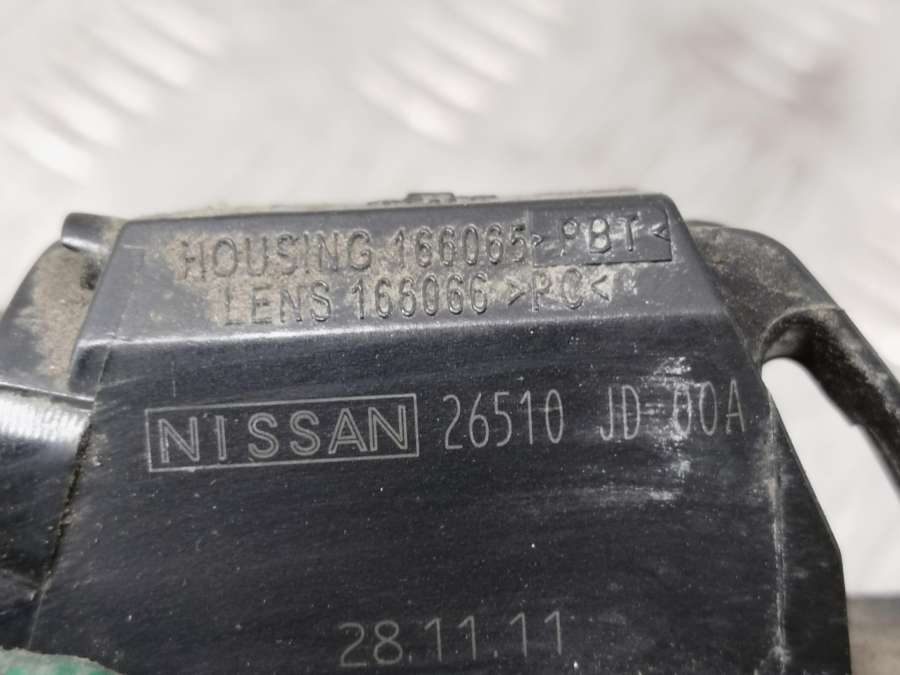 HOUSING 166065 >PBT<
LENS 166066 >PC<
NISSAN 26510 JD 00A
28.11.11